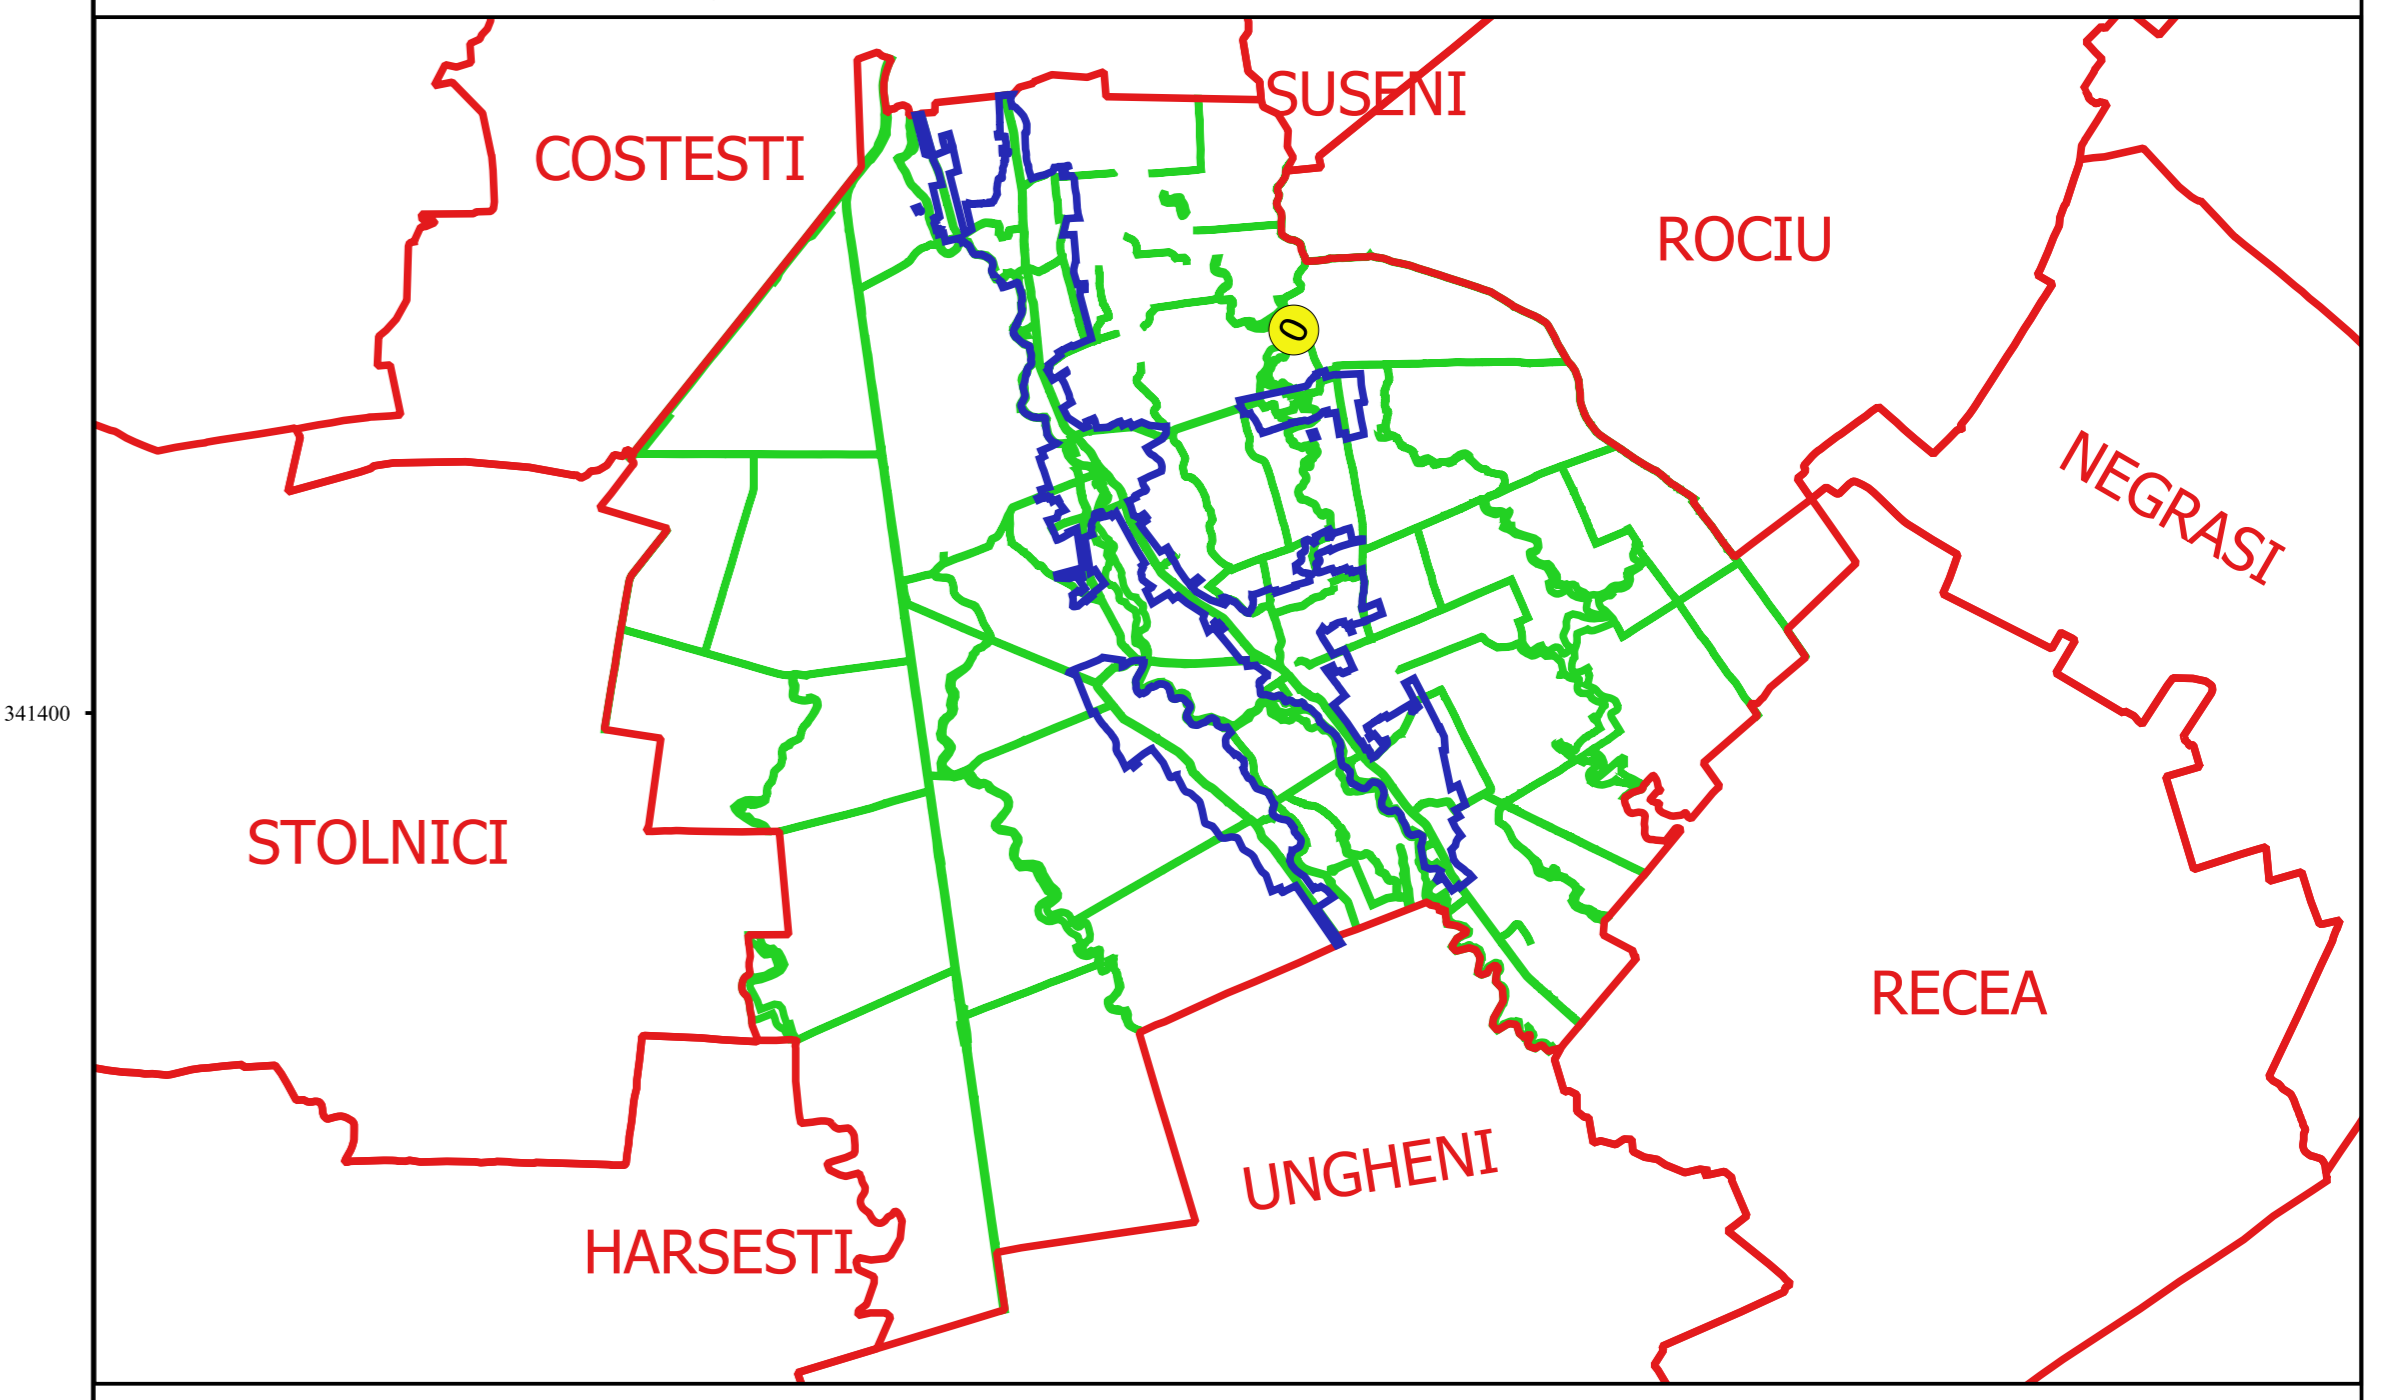 SUSENI
COSTESTI
ROCIU
0
NEGRASI
341400
STOLNICI
RECEA
UNGHENI
HARSESTI